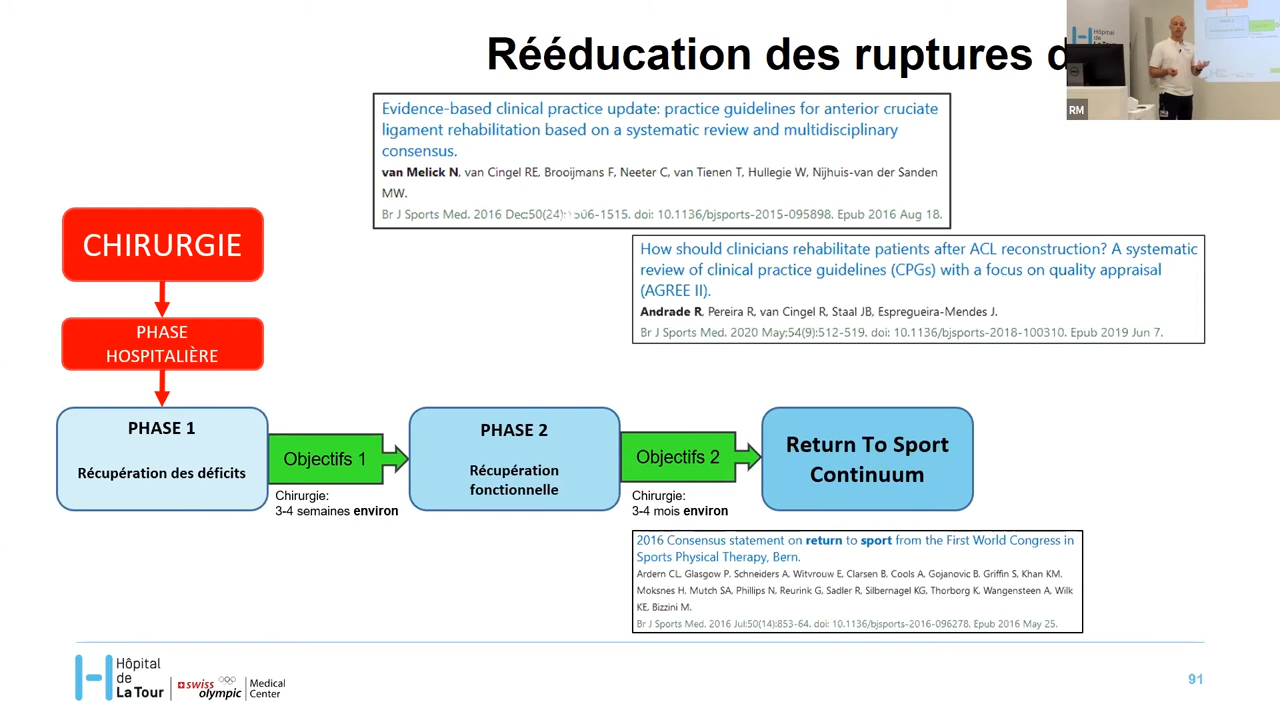 Rééducation des ruptures d
Evidence-based clinical practice update: practice guidelines for anterior cruciate
ligament rehabilitation based on a systematic review and multidisciplinary
consensus.
van Melick N, van Cingel RE, Brooijmans F, Neeter C, van Tienen T, Hullegie W, Nijhuis-van der Sanden
MW.
Br J Sports Med. 2016 Dec;50(24):1506-1515. doi: 10.1136/bjsports-2015-095898. Epub 2016 Aug 18.
How should clinicians rehabilitate patients after ACL reconstruction? A systematic
review of clinical practice guidelines (CPGs) with a focus on quality appraisal
(AGREE II).
Andrade R, Pereira R, van Cingel R, Staal JB, Espregueira-Mendes J.
Br J Sports Med. 2020 May;54(9):512-519. doi: 10.1136/bjsports-2018-100310. Epub 2019 Jun 7.
CHIRURGIE
PHASE
HOSPITALIÈRE
PHASE 1
Récupération des déficits
Objectifs 1
Chirurgie:
3-4 semaines environ
PHASE 2
Récupération
fonctionnelle
Objectifs 2
Chirurgie:
3-4 mois environ
Return To Sport
Continuum
2016 Consensus statement on return to sport from the First World Congress in
Sports Physical Therapy, Bern.
Ardern CL, Glasgow P, Schneiders A, Witvrouw E, Clarsen B, Cools A, Gojanovic B, Griffin S, Khan KM,
Moksnes H, Mutch SA, Phillips N, Reurink G, Sadler R, Silbernagel KG, Thorborg K, Wangensteen A, Wilk
KE, Bizzini M.
Br J Sports Med. 2016 Jul;50(14):853-64. doi: 10.1136/bjsports-2016-096278. Epub 2016 May 25.
Hôpital
de
La Tour
swiss
olympic
Medical
Center
91
Hôpital
de
La Tour
RM